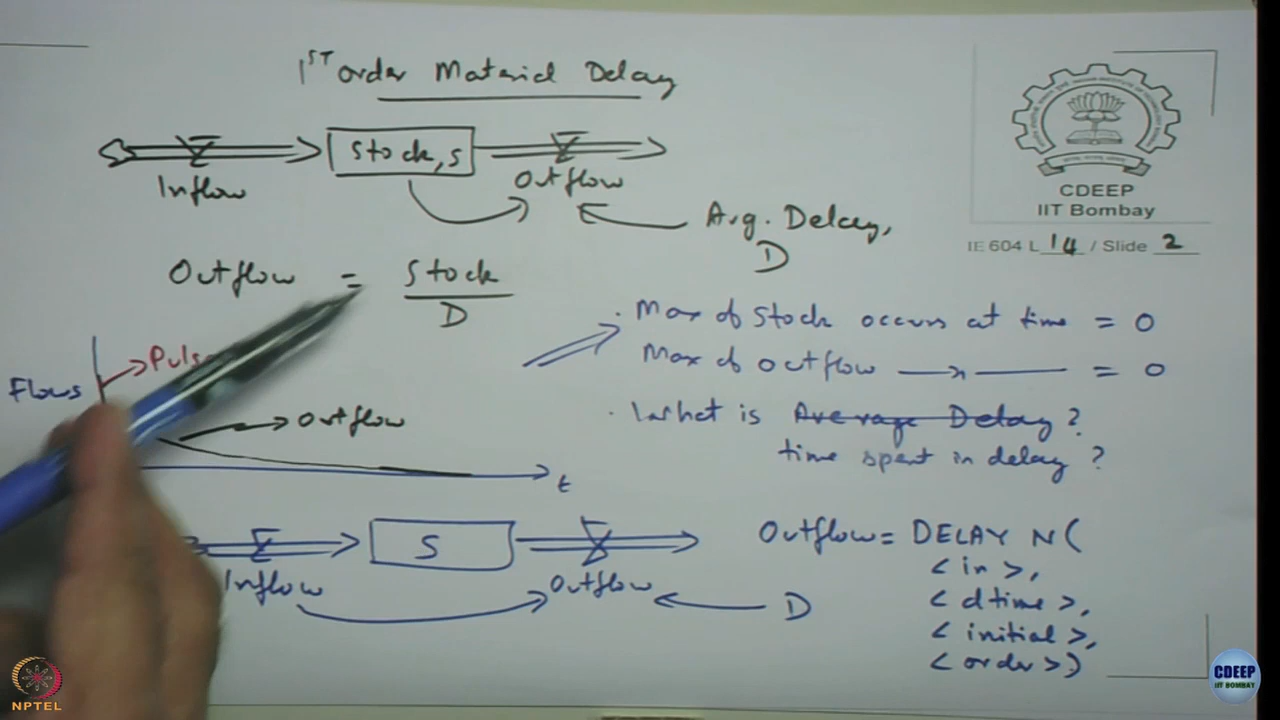 1ST order Material Delay
Inflow
Stock, S
Outflow
Avg. Delay,
D
CDEEP
IIT Bombay
IE 604 L 14 / Slide 2
Outflow = Stock
D
Flows
Outflow
t
. Max of Stock occurs at time = 0
Max of Outflow —〃— = 0
. What is Average Delay ?
time spent in delay ?
Inflow
S
Outflow
D
Outflow = DELAY N(
< in >,
< dtime >,
< initial >,
< order >)
NPTEL
CDEEP
IIT BOMBAY